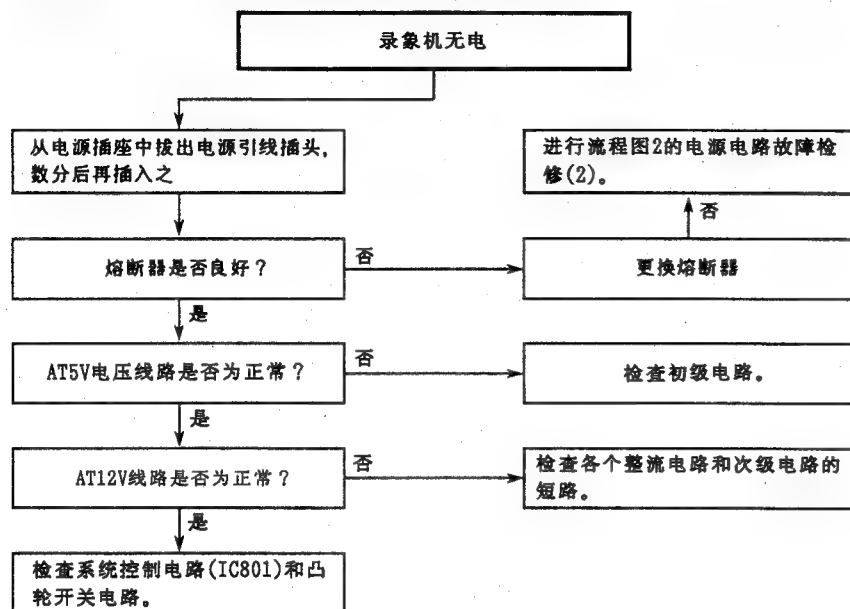 录象机无电
从电源插座中拔出电源引线插头,
数分后再插入之
进行流程图2的电源电路故障检
修(2)。
否
熔断器是否良好?
否
更换熔断器
是
AT5V电压线路是否为正常?
否
检查初级电路。
是
AT12V线路是否为正常?
否
检查各个整流电路和次级电路的
短路。
是
检查系统控制电路(IC801)和凸
轮开关电路。